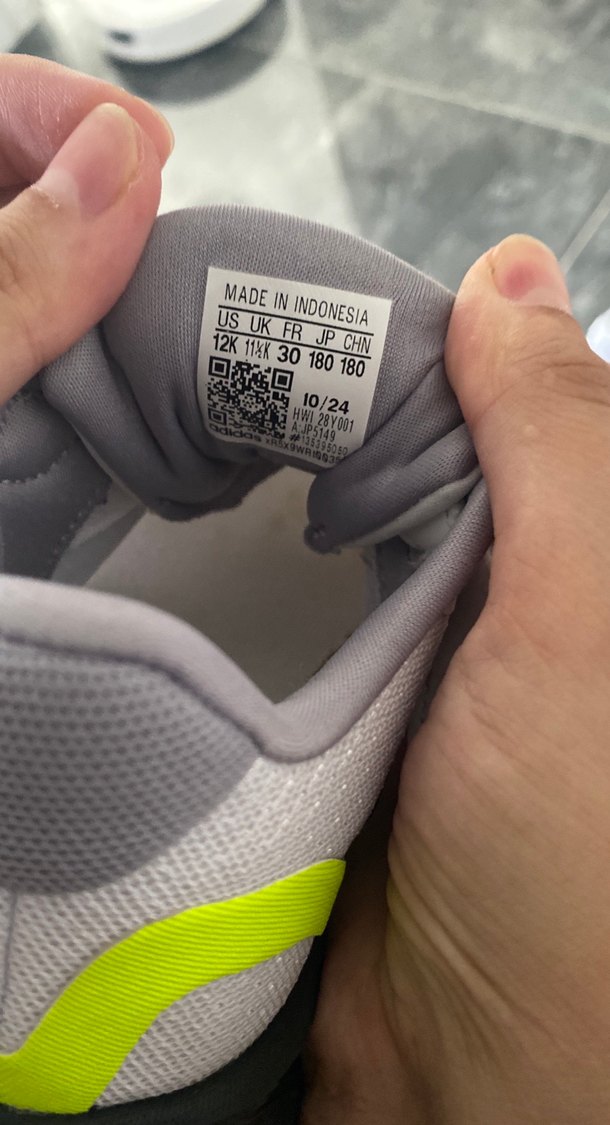 MADE IN INDONESIA
US UK FR JP CHN
12K 11½K 30 180 180
10/24
HWI 28Y001
A:JP5149
#135395050
adidas